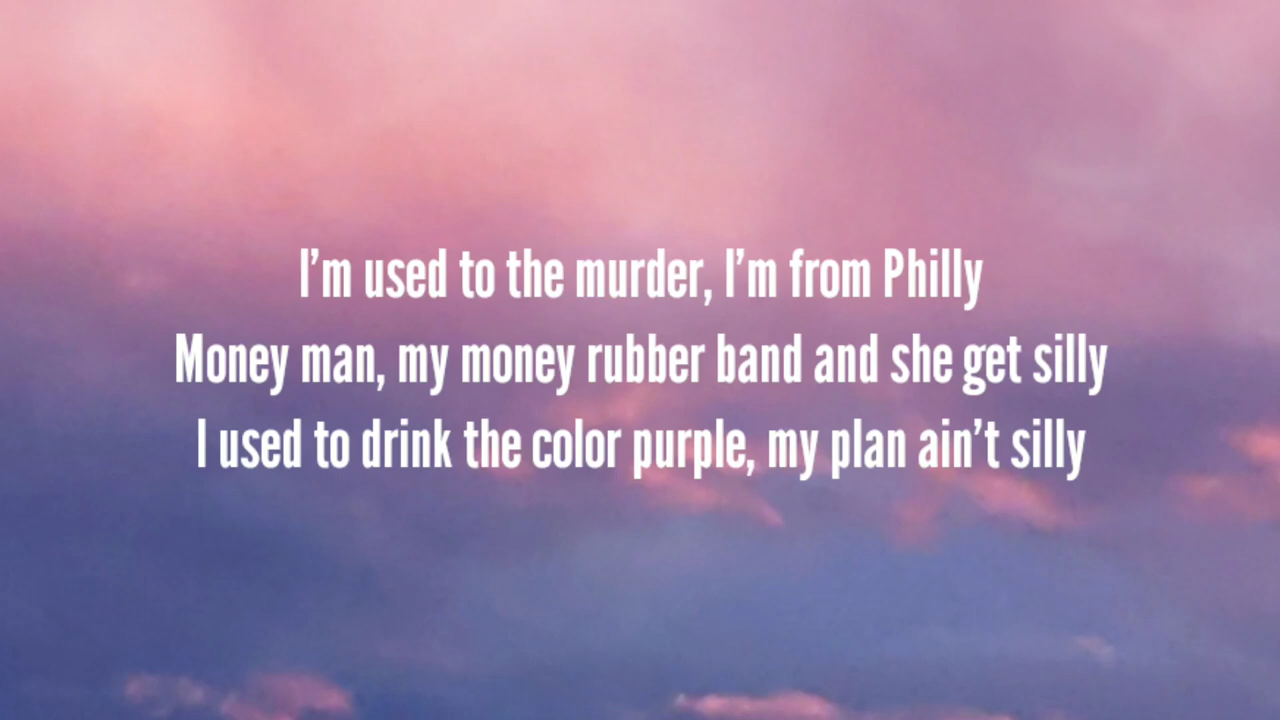 I’m used to the murder, I’m from Philly
Money man, my money rubber band and she get silly
I used to drink the color purple, my plan ain’t silly